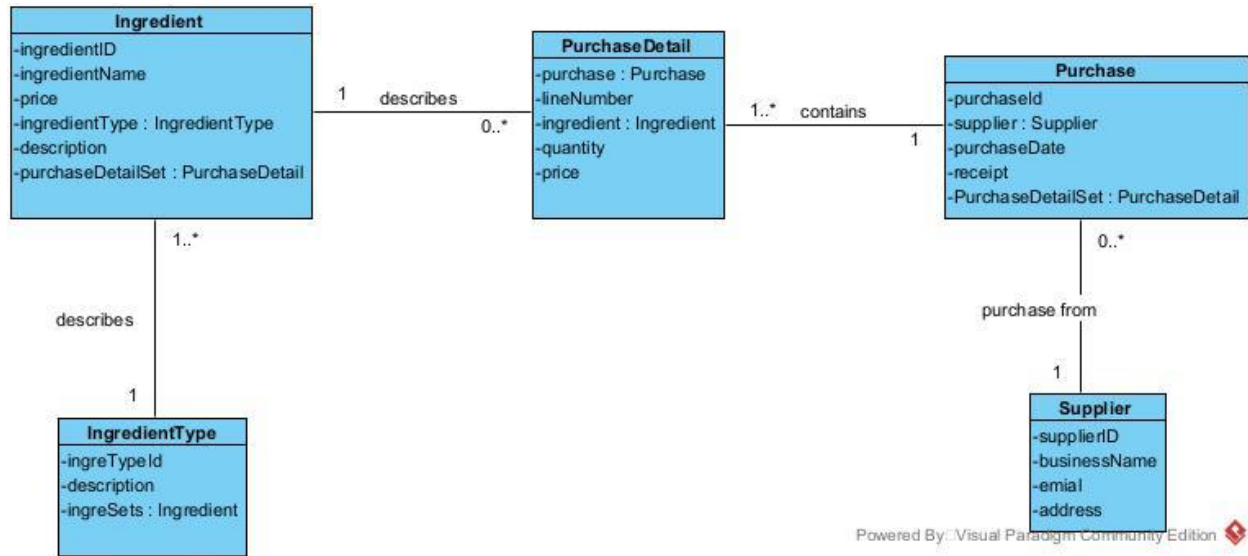 Ingredient
-ingredientID
-ingredientName
-price
-ingredientType : IngredientType
-description
-purchaseDetailSet : PurchaseDetail
1
describes
0..*
PurchaseDetail
-purchase : Purchase
-lineNumber
-ingredient : Ingredient
-quantity
-price
1..*
contains
1
Purchase
-purchaseId
-supplier : Supplier
-purchaseDate
-receipt
-PurchaseDetailSet : PurchaseDetail
1..*
describes
1
0..*
purchase from
1
IngredientType
-ingreTypeId
-description
-ingreSets : Ingredient
Supplier
-supplierID
-businessName
-emial
-address
Powered By Visual Paradigm Community Edition